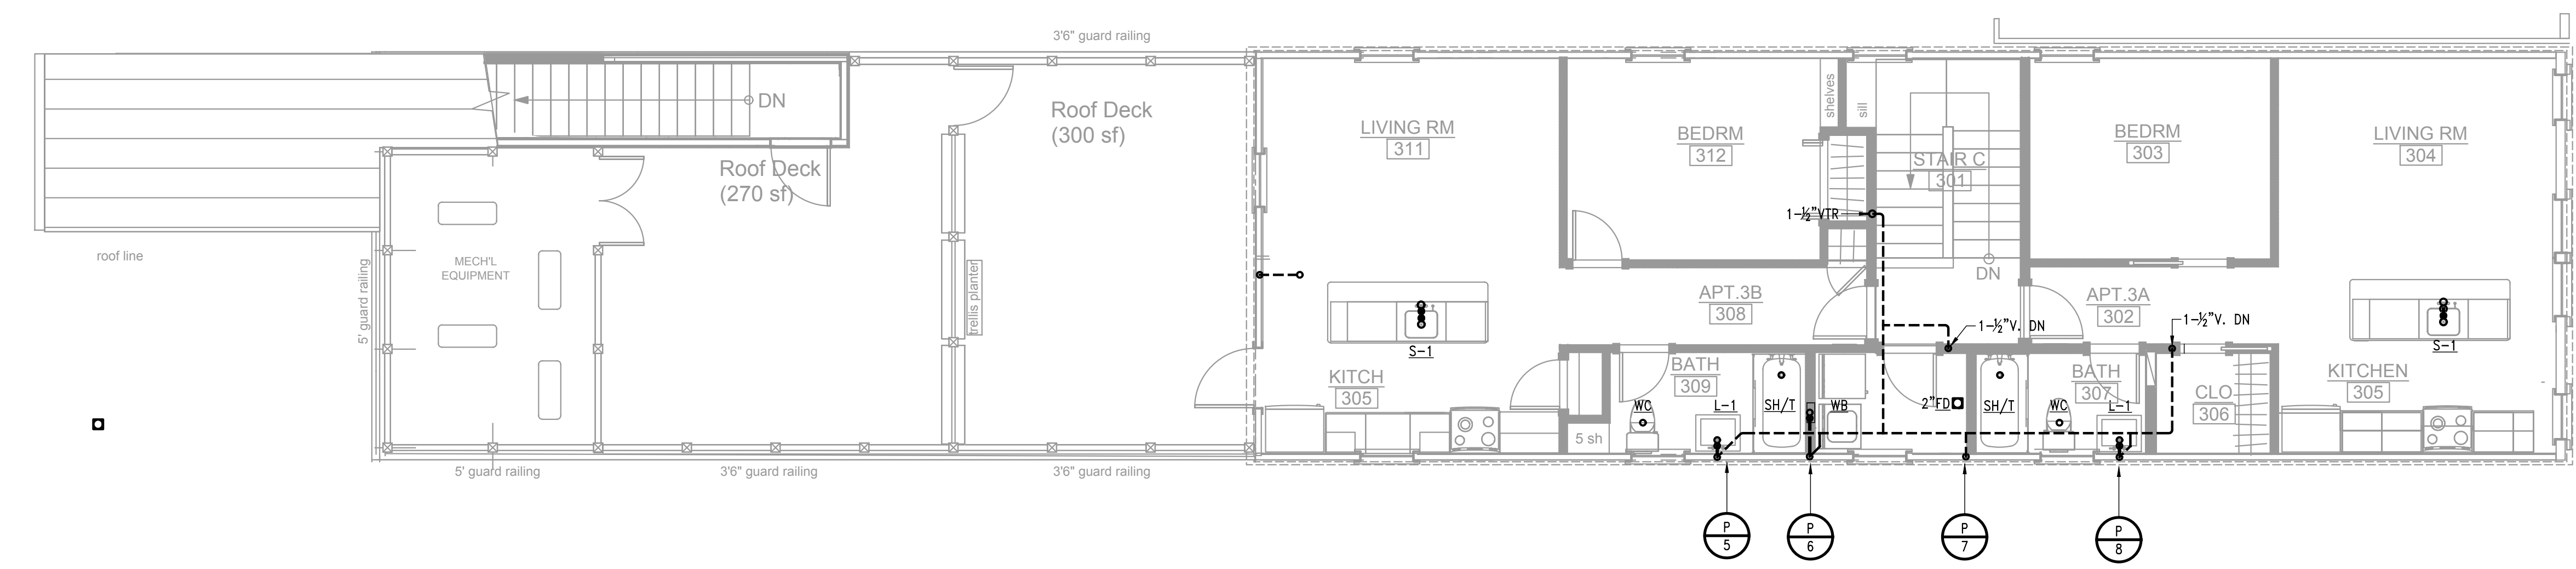 3'6" guard railing
DN
Roof Deck
(300 sf)
Roof Deck
(270 sf)
roof line
MECH'L
EQUIPMENT
5' guard railing
trellis planter
5' guard railing
3'6" guard railing
3'6" guard railing
LIVING RM
311
BEDRM
312
shelves
sill
STAIR C
301
BEDRM
303
LIVING RM
304
1-½"VTR
DN
APT.3B
308
APT.3A
302
1-½"V. DN
1-½"V. DN
S-1
S-1
KITCH
305
BATH
309
BATH
307
CLO
306
KITCHEN
305
5 sh
WC
L-1
SH/T
WB
2"FD
SH/T
WC
L-1
P
5
P
6
P
7
P
8